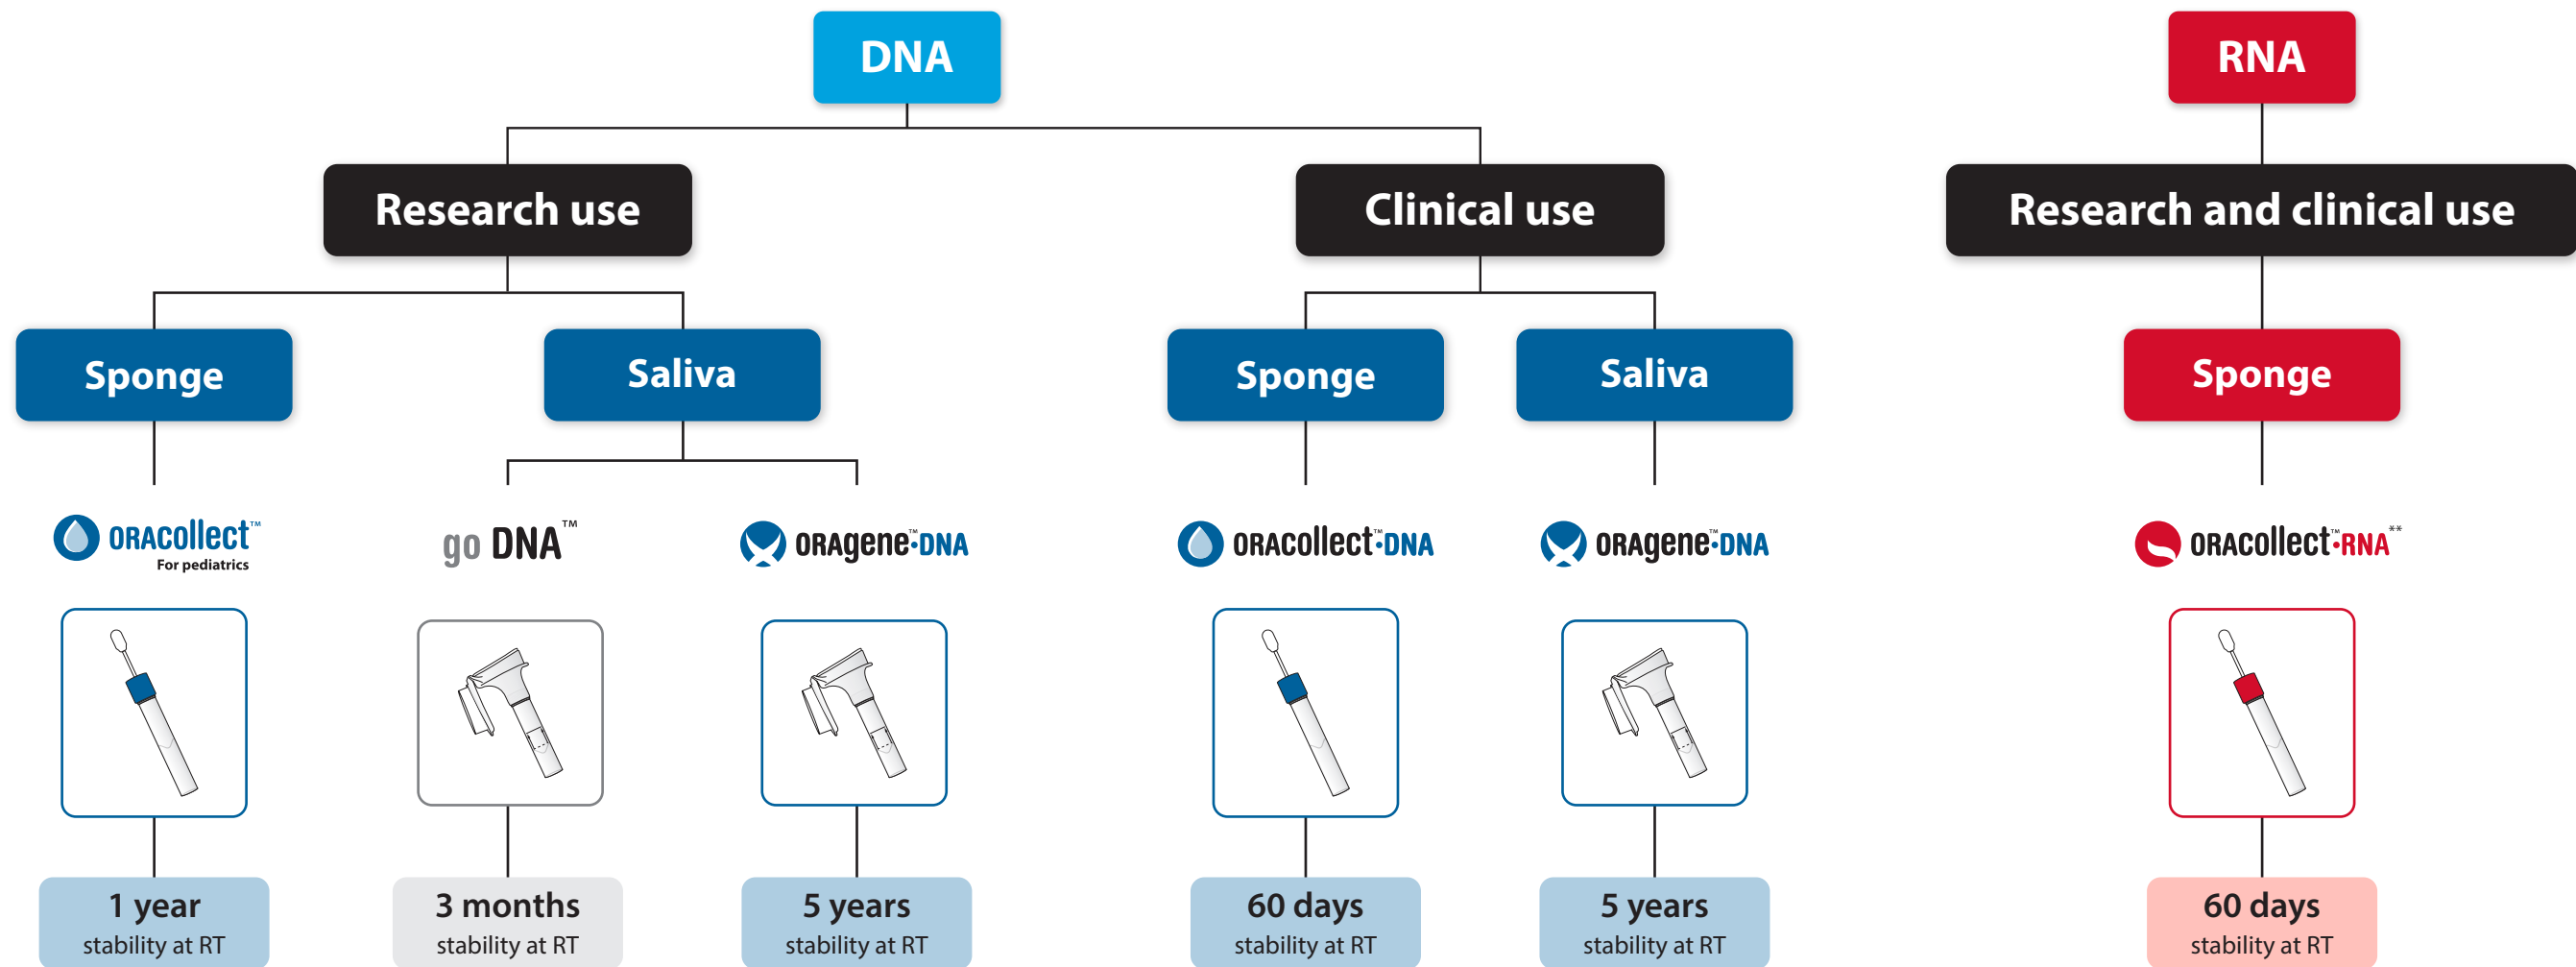 DNA
RNA
Research use
Clinical use
Research and clinical use
Sponge
Saliva
Sponge
Saliva
Sponge
ORAcollect™
For pediatrics
go DNA™
ORAgene™•DNA
ORAcollect™•DNA
ORAgene™•DNA
ORAcollect™•RNA**
1 year
stability at RT
3 months
stability at RT
5 years
stability at RT
60 days
stability at RT
5 years
stability at RT
60 days
stability at RT